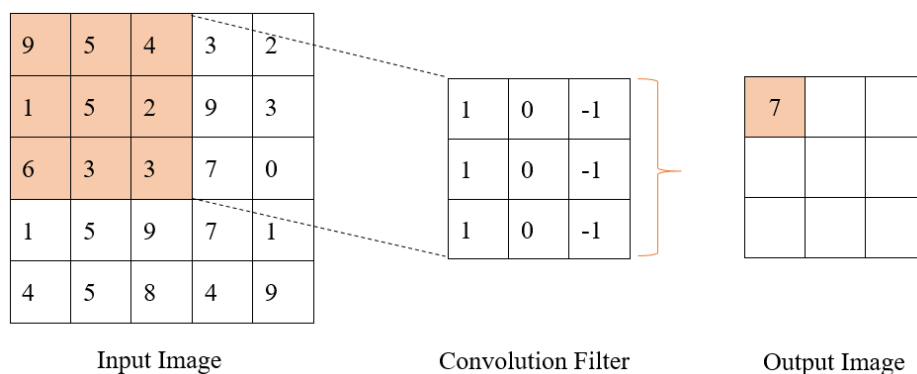 9 5 4 3 2
1 5 2 9 3
6 3 3 7 0
1 5 9 7 1
4 5 8 4 9
Input Image
1 0 -1
1 0 -1
1 0 -1
Convolution Filter
7
Output Image